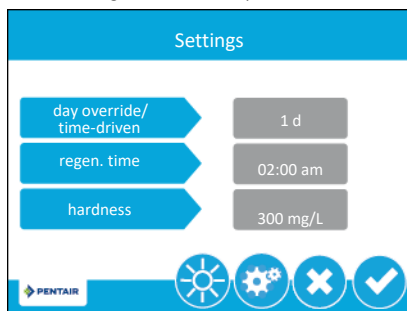 Settings
day override/
time-driven
1 d
regen. time
02:00 am
hardness
300 mg/L
PENTAIR